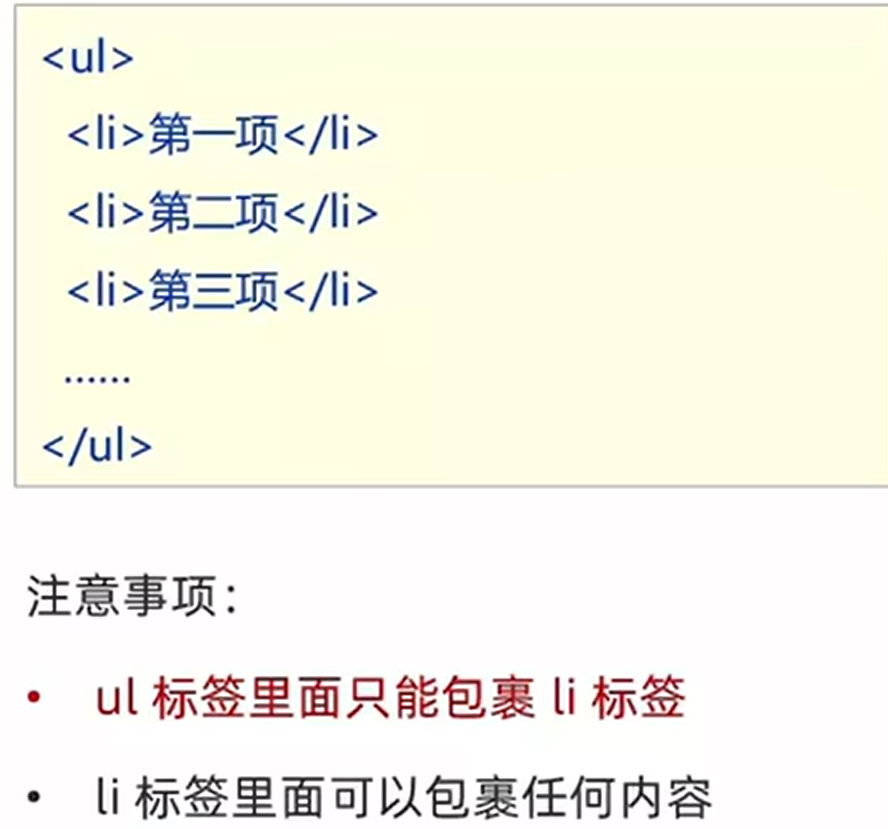 <ul>
<li>第一项</li>
<li>第二项</li>
<li>第三项</li>
……
</ul>
注意事项：
• ul 标签里面只能包裹 li 标签
• li 标签里面可以包裹任何内容